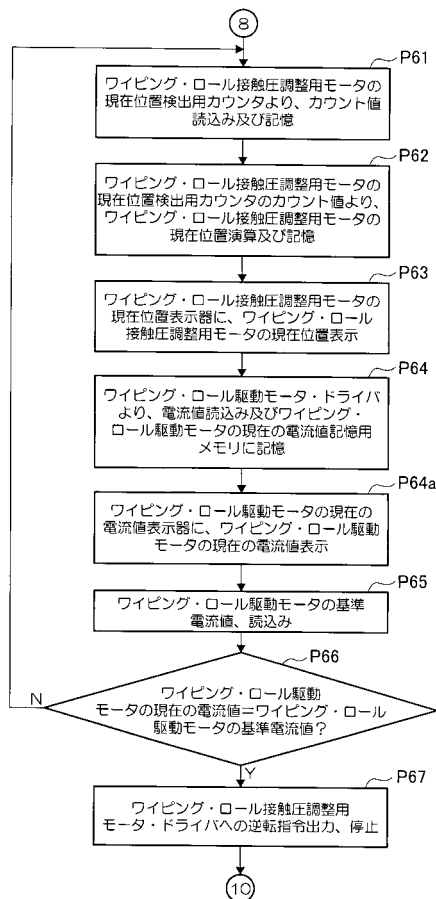 8
P61
ワイピング・ロール接触圧調整用モータの
現在位置検出用カウンタより、カウント値
読込み及び記憶
P62
ワイピング・ロール接触圧調整用モータの
現在位置検出用カウンタのカウント値より、
ワイピング・ロール接触圧調整用モータの
現在位置演算及び記憶
P63
ワイピング・ロール接触圧調整用モータの
現在位置表示器に、ワイピング・ロール
接触圧調整用モータの現在位置表示
P64
ワイピング・ロール駆動モータ・ドライバ
より、電流値読込み及びワイピング・
ロール駆動モータの現在の電流値記憶用
メモリに記憶
P64a
ワイピング・ロール駆動モータの現在の
電流値表示器に、ワイピング・ロール駆動
モータの現在の電流値表示
P65
ワイピング・ロール駆動モータの基準
電流値、読込み
P66
N
ワイピング・ロール駆動
モータの現在の電流値=ワイピング・ロール
駆動モータの基準電流値?
Y
P67
ワイピング・ロール接触圧調整用
モータ・ドライバへの逆転指令出力、停止
10